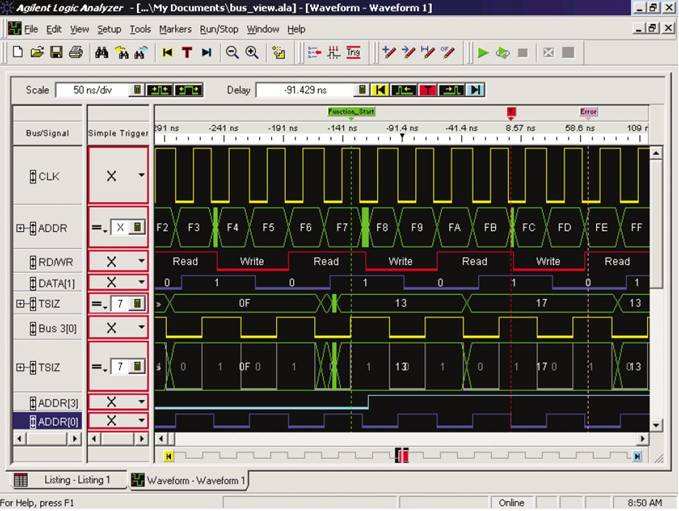 Agilent Logic Analyzer - [...\My Documents\bus_view.ala] - [Waveform - Waveform 1]
File Edit View Setup Tools Markers Run/Stop Waveform Window Help
Trig
Scale 50 ns/div Delay -91.429 ns
Function_Start T Error
Bus/Signal Simple Trigger 291 ns -241 ns -191 ns -141 ns -91.4 ns -41.4 ns 8.57 ns 58.6 ns 109 r
CLK X
ADDR = X F2 F3 F4 F5 F6 F7 F8 F9 FA FB FC FD FE FF
RD/WR X Read Write Read Write Read Write Read
DATA[1] X 0 1 0 1 0 1 0 1
TSIZ = 7 » 0F 13 17 13
Bus 3[0] X
TSIZ = 7 0 1 0F 0 1 0 1 13 0 1 0 1 17 0 13
ADDR[3] X
ADDR[0] X
Listing - Listing 1 Waveform - Waveform 1
For Help, press F1 Online 8:50 AM